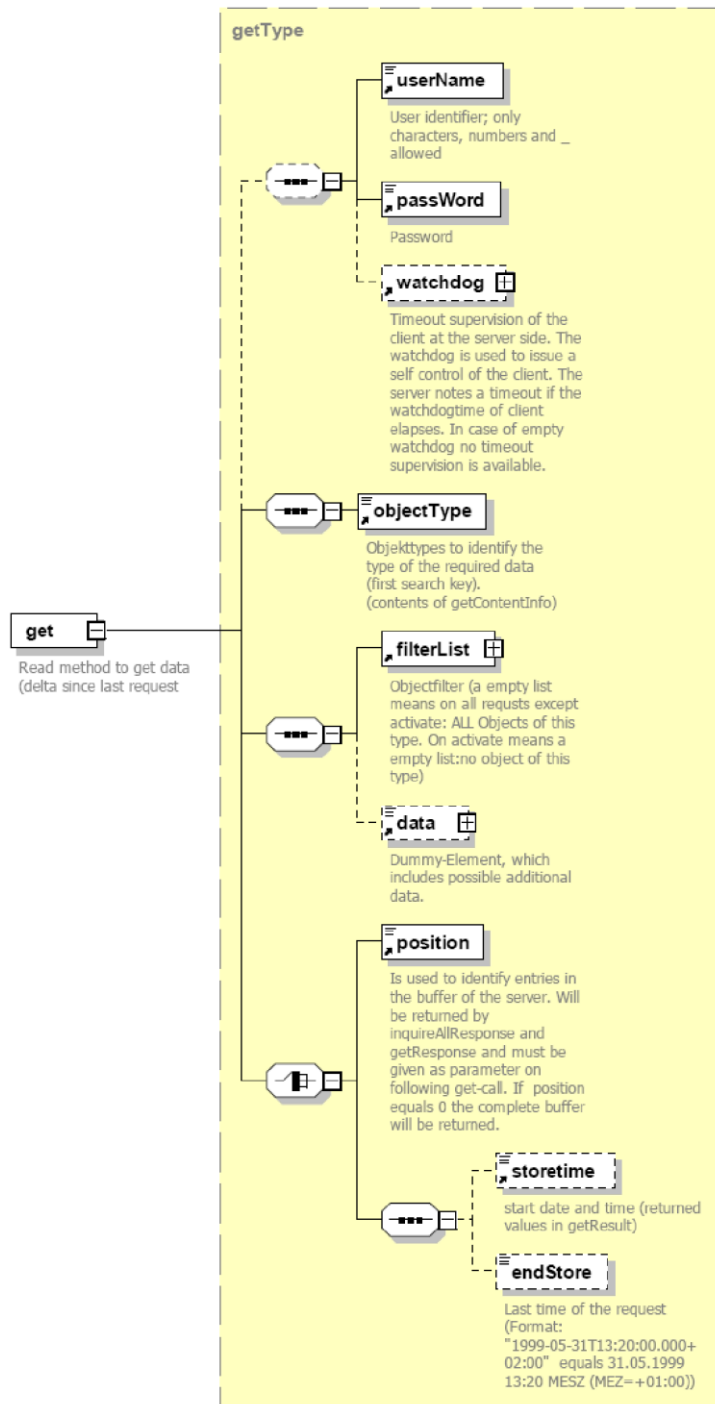 getType
userName
User identifier; only
characters, numbers and _
allowed
passWord
Password
watchdog
Timeout supervision of the
client at the server side. The
watchdog is used to issue a
self control of the client. The
server notes a timeout if the
watchdogtime of client
elapses. In case of empty
watchdog no timeout
supervision is available.
objectType
Objekttypes to identify the
type of the required data
(first search key).
(contents of getContentInfo)
get
Read method to get data
(delta since last request
filterList
Objectfilter (a empty list
means on all requsts except
activate: ALL Objects of this
type. On activate means a
empty list:no object of this
type)
data
Dummy-Element, which
includes possible additional
data.
position
Is used to identify entries in
the buffer of the server. Will
be returned by
inquireAllResponse and
getResponse and must be
given as parameter on
following get-call. If  position
equals 0 the complete buffer
will be returned.
storetime
start date and time (returned
values in getResult)
endStore
Last time of the request
(Format:
"1999-05-31T13:20:00.000+
02:00"  equals 31.05.1999
13:20 MESZ (MEZ=+01:00))